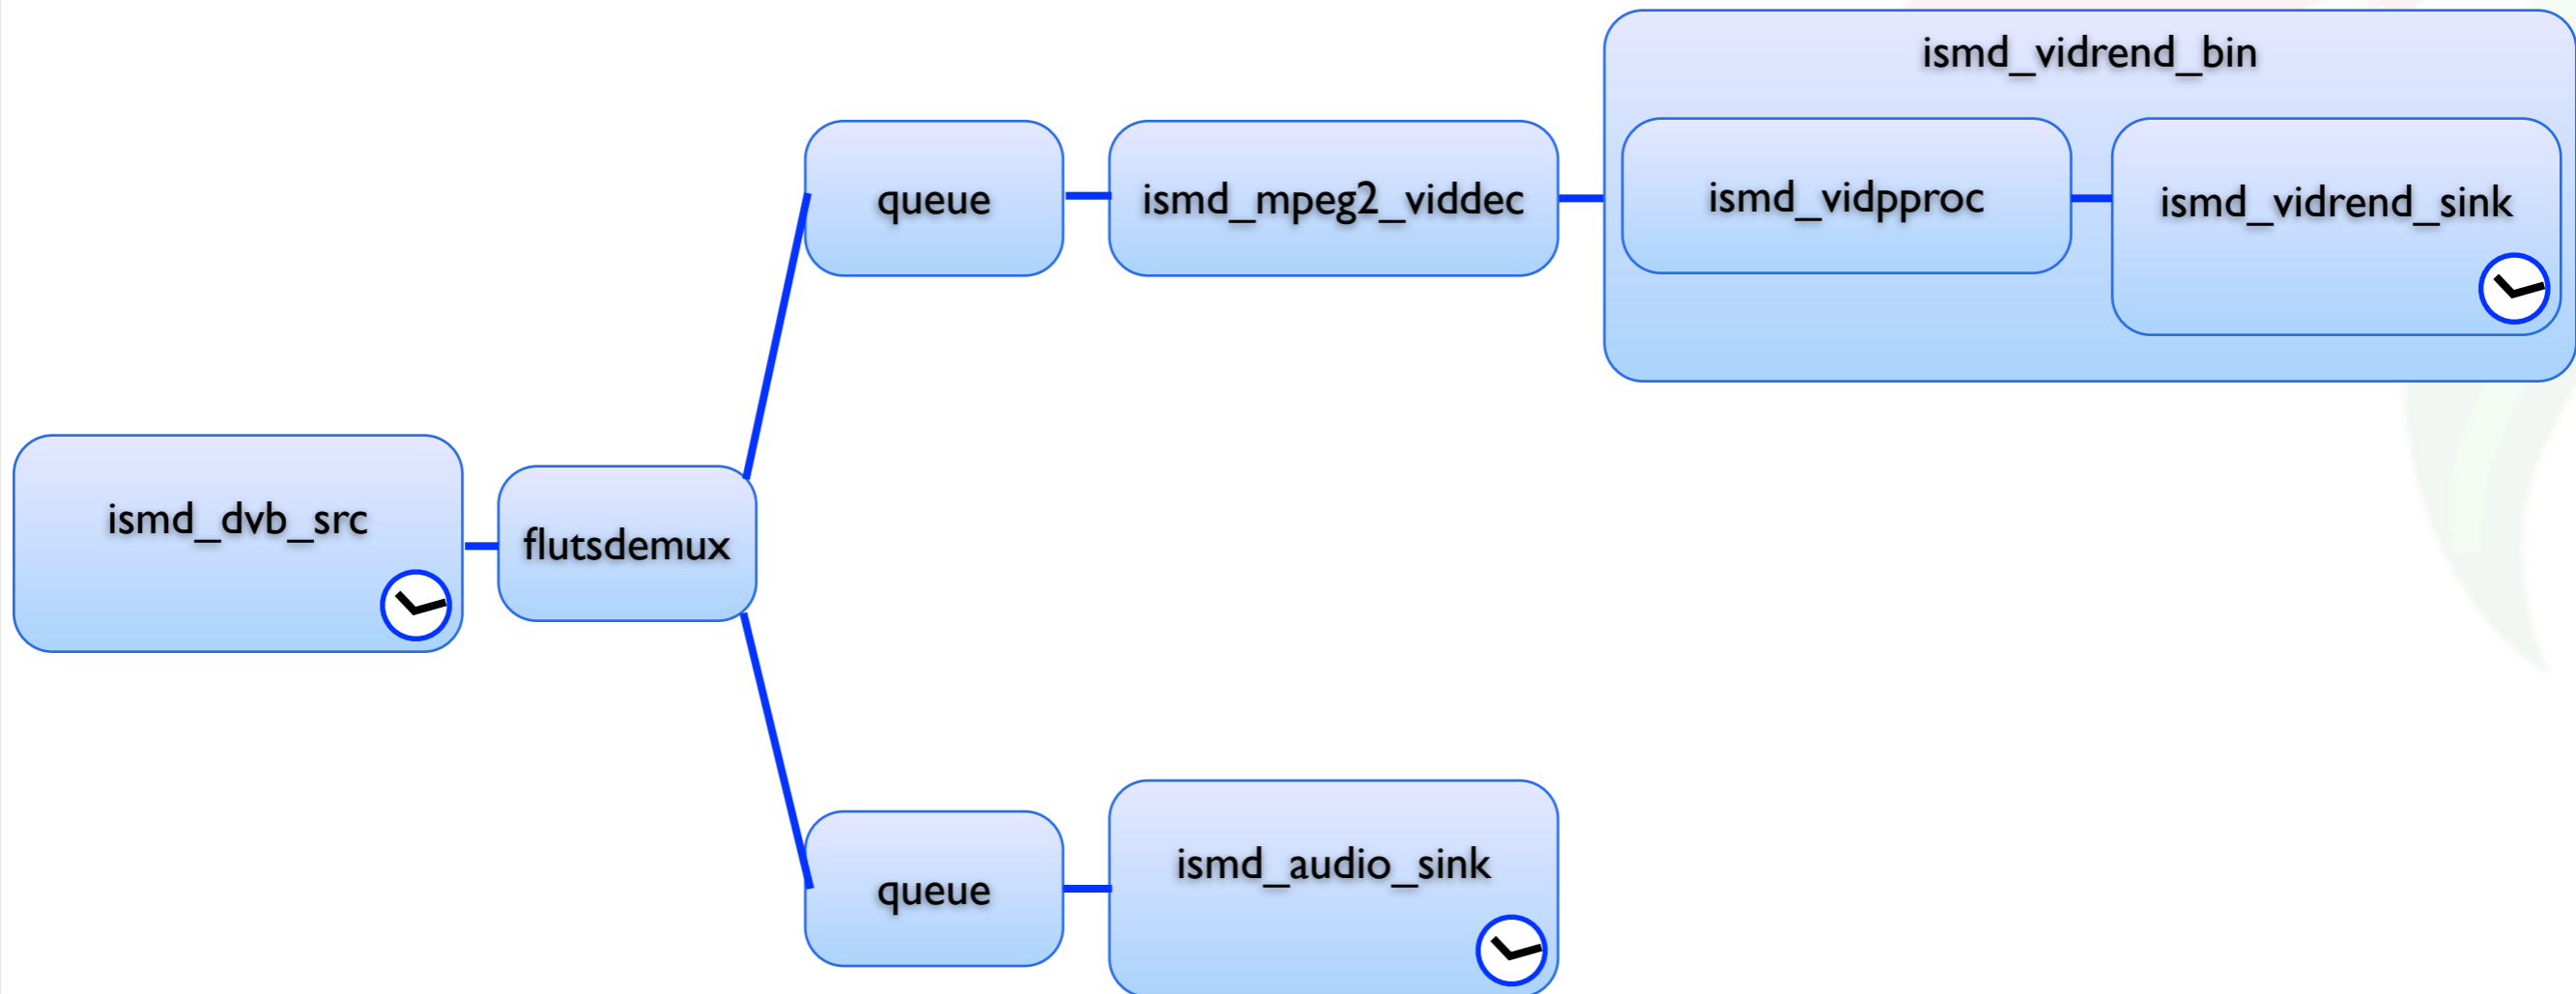 ismd_vidrend_bin
queue
ismd_mpeg2_viddec
ismd_vidpproc
ismd_vidrend_sink
ismd_dvb_src
flutsdemux
queue
ismd_audio_sink